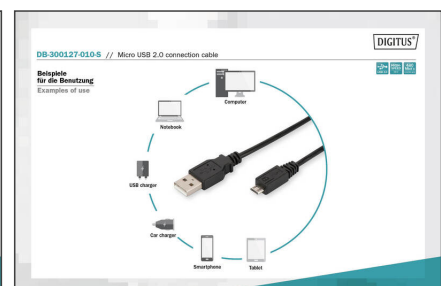 DIGITUS®
DB-300127-010-S // Micro USB 2.0 connection cable
Beispiele
für die Benutzung
Examples of use
Computer
Notebook
USB charger
Car charger
Smartphone
Tablet